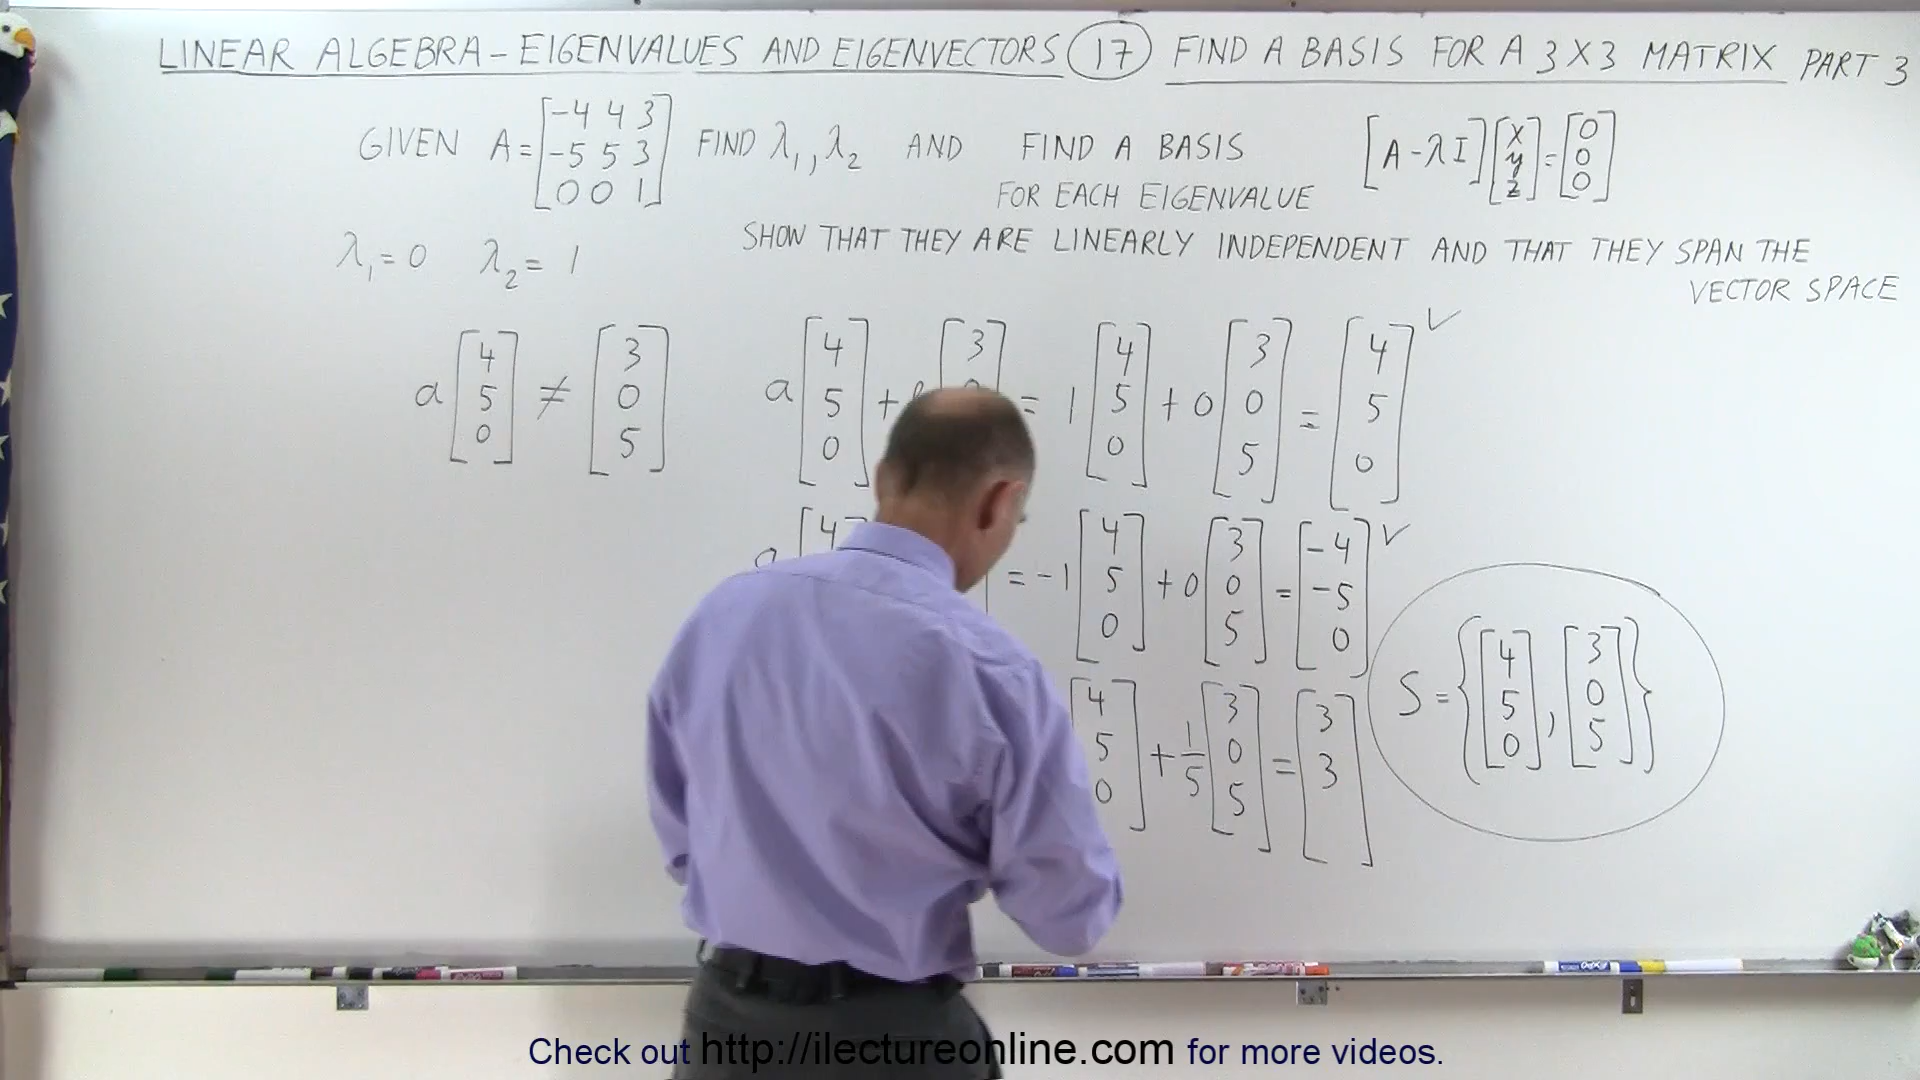 LINEAR ALGEBRA - EIGENVALUES AND EIGENVECTORS 17 FIND A BASIS FOR A 3X3 MATRIX PART 3
GIVEN A = [-4 4 3; -5 5 3; 0 0 1] FIND λ₁, λ₂ AND FIND A BASIS [A - λI] [x; y; z] = [0; 0; 0]
FOR EACH EIGENVALUE
λ₁ = 0 λ₂ = 1 SHOW THAT THEY ARE LINEARLY INDEPENDENT AND THAT THEY SPAN THE
VECTOR SPACE
a [4; 5; 0] ≠ [3; 0; 5] a [4; 5; 0] + [3 = 1 [4; 5; 0] + 0 [3; 0; 5] = [4; 5; 0] ✓
[4 = -1 [4; 5; 0] + 0 [3; 0; 5] = [-4; -5; 0] ✓
[4; 5; 0] + 1/5 [3; 0; 5] = [3; 3]
S = {[4; 5; 0], [3; 0; 5]}
Check out http://ilectureonline.com for more videos.